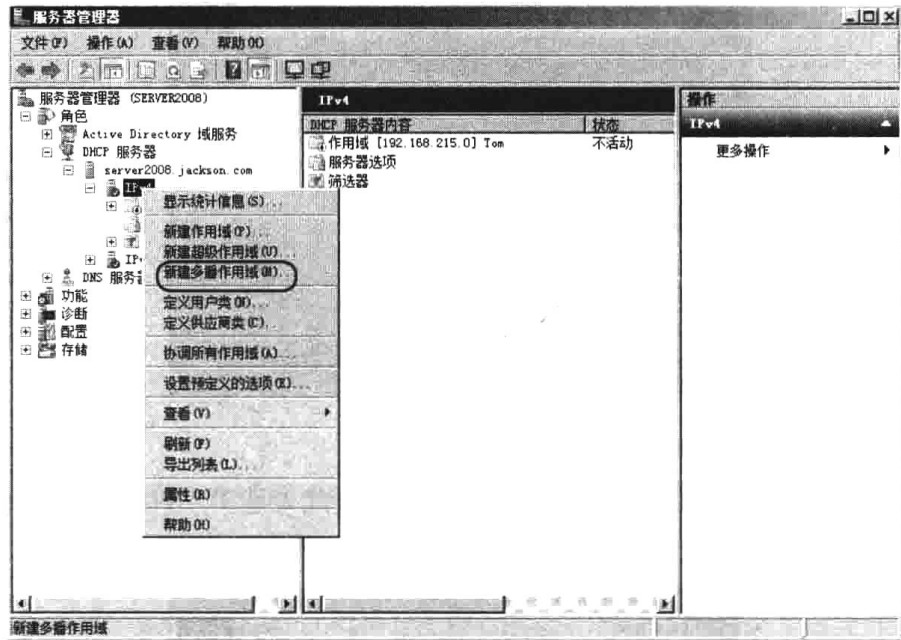 服务器管理器
文件(F) 操作(A) 查看(V) 帮助(H)
服务器管理器 (SERVER2008)
角色
Active Directory 域服务
DHCP 服务器
server2008.jackson.com
IPv4
DNS 服务
功能
诊断
配置
存储
IPv4
DHCP 服务器内容 状态
作用域 [192.168.215.0] Tom 不活动
服务器选项
筛选器
操作
IPv4
更多操作
显示统计信息(S)...
新建作用域(P)...
新建超级作用域(U)...
新建多播作用域(M)...
定义用户类(D)...
定义供应商类(C)...
协调所有作用域(A)...
设置预定义的选项(E)...
查看(V)
刷新(F)
导出列表(L)...
属性(R)
帮助(H)
新建多播作用域